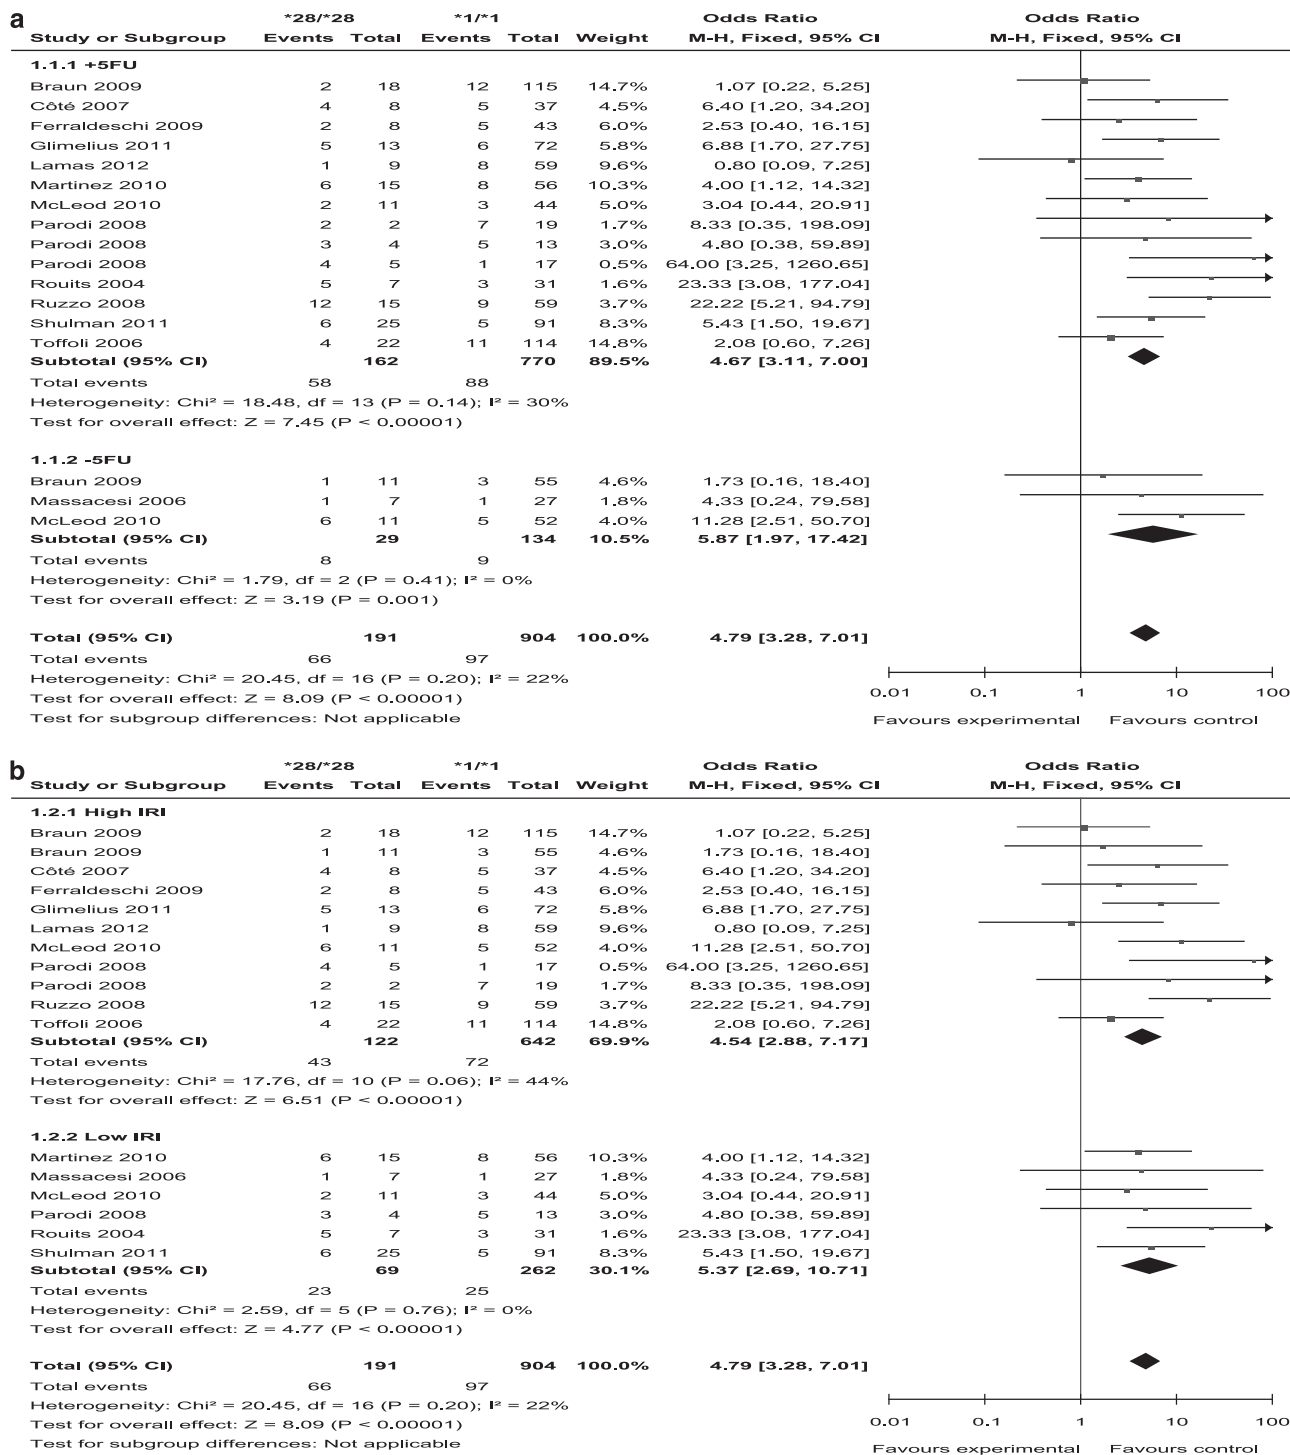 a
*28/*28 *1/*1 Odds Ratio Odds Ratio
Study or Subgroup Events Total Events Total Weight M-H, Fixed, 95% CI M-H, Fixed, 95% CI
1.1.1 +5FU
Braun 2009 2 18 12 115 14.7% 1.07 [0.22, 5.25]
Côté 2007 4 8 5 37 4.5% 6.40 [1.20, 34.20]
Ferraldeschi 2009 2 8 5 43 6.0% 2.53 [0.40, 16.15]
Glimelius 2011 5 13 6 72 5.8% 6.88 [1.70, 27.75]
Lamas 2012 1 9 8 59 9.6% 0.80 [0.09, 7.25]
Martinez 2010 6 15 8 56 10.3% 4.00 [1.12, 14.32]
McLeod 2010 2 11 3 44 5.0% 3.04 [0.44, 20.91]
Parodi 2008 2 2 7 19 1.7% 8.33 [0.35, 198.09]
Parodi 2008 3 4 5 13 3.0% 4.80 [0.38, 59.89]
Parodi 2008 4 5 1 17 0.5% 64.00 [3.25, 1260.65]
Rouits 2004 5 7 3 31 1.6% 23.33 [3.08, 177.04]
Ruzzo 2008 12 15 9 59 3.7% 22.22 [5.21, 94.79]
Shulman 2011 6 25 5 91 8.3% 5.43 [1.50, 19.67]
Toffoli 2006 4 22 11 114 14.8% 2.08 [0.60, 7.26]
Subtotal (95% CI) 162 770 89.5% 4.67 [3.11, 7.00]
Total events 58 88
Heterogeneity: Chi² = 18.48, df = 13 (P = 0.14); I² = 30%
Test for overall effect: Z = 7.45 (P < 0.00001)
1.1.2 -5FU
Braun 2009 1 11 3 55 4.6% 1.73 [0.16, 18.40]
Massacesi 2006 1 7 1 27 1.8% 4.33 [0.24, 79.58]
McLeod 2010 6 11 5 52 4.0% 11.28 [2.51, 50.70]
Subtotal (95% CI) 29 134 10.5% 5.87 [1.97, 17.42]
Total events 8 9
Heterogeneity: Chi² = 1.79, df = 2 (P = 0.41); I² = 0%
Test for overall effect: Z = 3.19 (P = 0.001)
Total (95% CI) 191 904 100.0% 4.79 [3.28, 7.01]
Total events 66 97
Heterogeneity: Chi² = 20.45, df = 16 (P = 0.20); I² = 22%
Test for overall effect: Z = 8.09 (P < 0.00001)
Test for subgroup differences: Not applicable
0.01 0.1 1 10 100
Favours experimental Favours control
b
*28/*28 *1/*1 Odds Ratio Odds Ratio
Study or Subgroup Events Total Events Total Weight M-H, Fixed, 95% CI M-H, Fixed, 95% CI
1.2.1 High IRI
Braun 2009 2 18 12 115 14.7% 1.07 [0.22, 5.25]
Braun 2009 1 11 3 55 4.6% 1.73 [0.16, 18.40]
Côté 2007 4 8 5 37 4.5% 6.40 [1.20, 34.20]
Ferraldeschi 2009 2 8 5 43 6.0% 2.53 [0.40, 16.15]
Glimelius 2011 5 13 6 72 5.8% 6.88 [1.70, 27.75]
Lamas 2012 1 9 8 59 9.6% 0.80 [0.09, 7.25]
McLeod 2010 6 11 5 52 4.0% 11.28 [2.51, 50.70]
Parodi 2008 4 5 1 17 0.5% 64.00 [3.25, 1260.65]
Parodi 2008 2 2 7 19 1.7% 8.33 [0.35, 198.09]
Ruzzo 2008 12 15 9 59 3.7% 22.22 [5.21, 94.79]
Toffoli 2006 4 22 11 114 14.8% 2.08 [0.60, 7.26]
Subtotal (95% CI) 122 642 69.9% 4.54 [2.88, 7.17]
Total events 43 72
Heterogeneity: Chi² = 17.76, df = 10 (P = 0.06); I² = 44%
Test for overall effect: Z = 6.51 (P < 0.00001)
1.2.2 Low IRI
Martinez 2010 6 15 8 56 10.3% 4.00 [1.12, 14.32]
Massacesi 2006 1 7 1 27 1.8% 4.33 [0.24, 79.58]
McLeod 2010 2 11 3 44 5.0% 3.04 [0.44, 20.91]
Parodi 2008 3 4 5 13 3.0% 4.80 [0.38, 59.89]
Rouits 2004 5 7 3 31 1.6% 23.33 [3.08, 177.04]
Shulman 2011 6 25 5 91 8.3% 5.43 [1.50, 19.67]
Subtotal (95% CI) 69 262 30.1% 5.37 [2.69, 10.71]
Total events 23 25
Heterogeneity: Chi² = 2.59, df = 5 (P = 0.76); I² = 0%
Test for overall effect: Z = 4.77 (P < 0.00001)
Total (95% CI) 191 904 100.0% 4.79 [3.28, 7.01]
Total events 66 97
Heterogeneity: Chi² = 20.45, df = 16 (P = 0.20); I² = 22%
Test for overall effect: Z = 8.09 (P < 0.00001)
Test for subgroup differences: Not applicable
0.01 0.1 1 10 100
Favours experimental Favours control